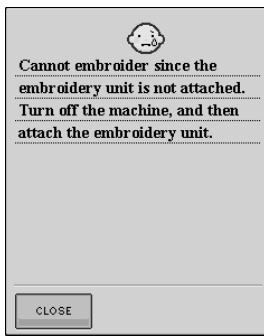 Cannot embroider since the
embroidery unit is not attached.
Turn off the machine, and then
attach the embroidery unit.
CLOSE